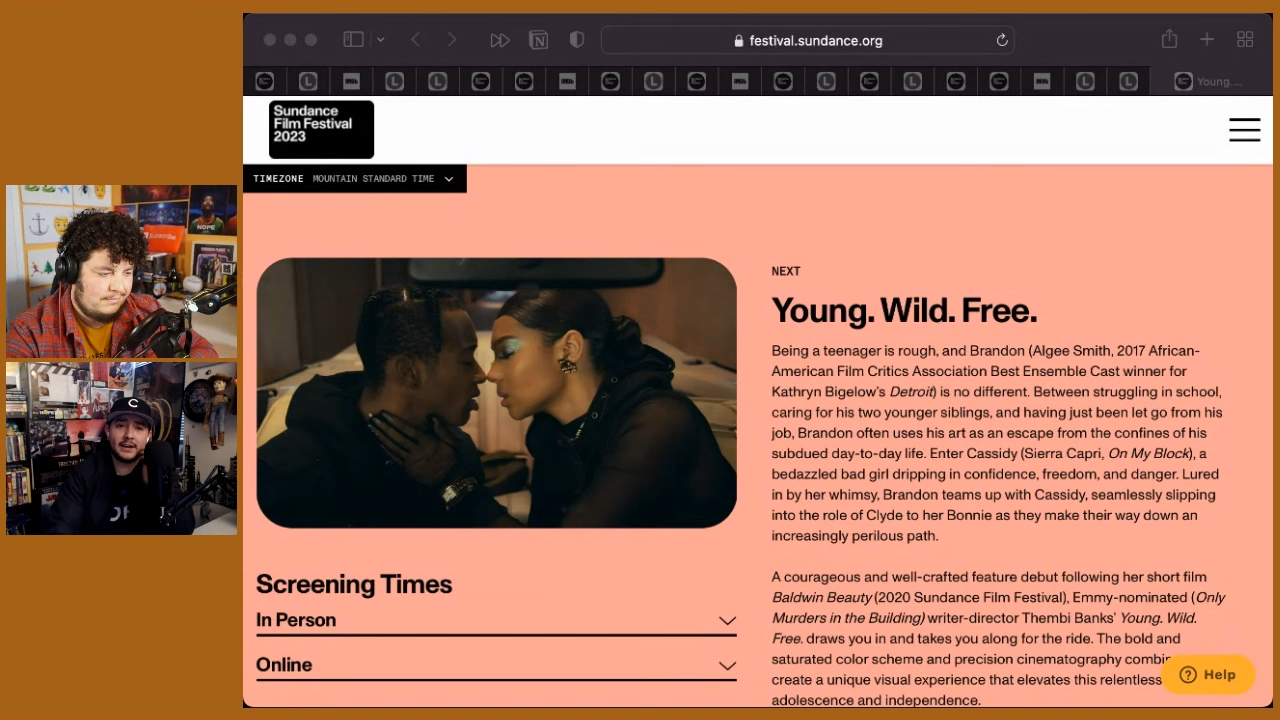 festival.sundance.org
Young....
Sundance
Film Festival
2023
TIMEZONE MOUNTAIN STANDARD TIME
NOPE
Subscribe
NEXT
Young. Wild. Free.
Being a teenager is rough, and Brandon (Algee Smith, 2017 African-
American Film Critics Association Best Ensemble Cast winner for
Kathryn Bigelow's Detroit) is no different. Between struggling in school,
caring for his two younger siblings, and having just been let go from his
job, Brandon often uses his art as an escape from the confines of his
subdued day-to-day life. Enter Cassidy (Sierra Capri, On My Block), a
bedazzled bad girl dripping in confidence, freedom, and danger. Lured
in by her whimsy, Brandon teams up with Cassidy, seamlessly slipping
into the role of Clyde to her Bonnie as they make their way down an
increasingly perilous path.
A courageous and well-crafted feature debut following her short film
Baldwin Beauty (2020 Sundance Film Festival), Emmy-nominated (Only
Murders in the Building) writer-director Thembi Banks' Young. Wild.
Free. draws you in and takes you along for the ride. The bold and
saturated color scheme and precision cinematography combi
create a unique visual experience that elevates this relentless
adolescence and independence.
Screening Times
In Person
Online
Help